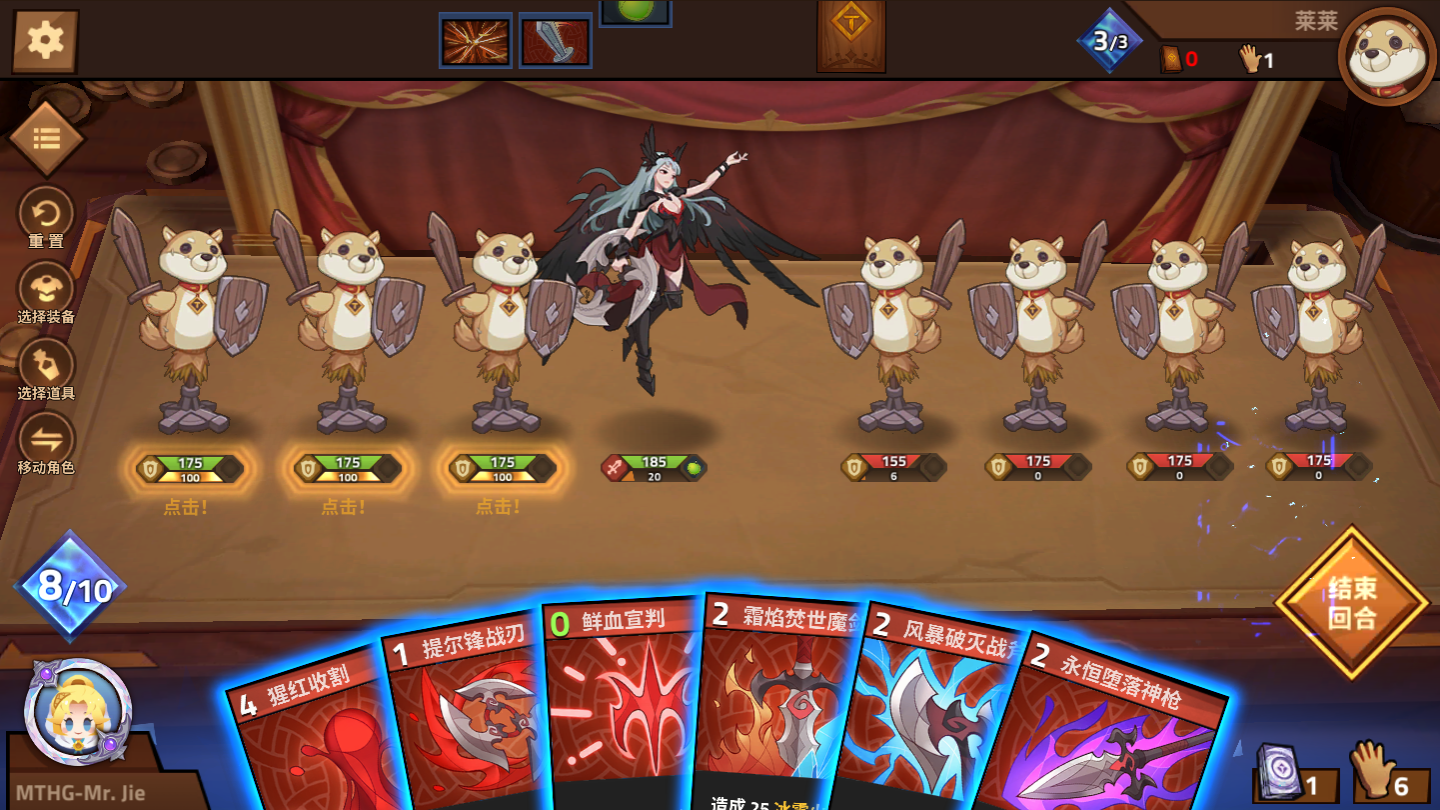 莱莱
3/3
0
1
重置
选择装备
选择道具
移动角色
175
100
175
100
175
100
185
20
155
6
175
0
175
0
175
0
点击!
点击!
点击!
8/10
结束
回合
4 猩红收割
1 提尔锋战刃
0 鲜血宣判
2 霜焰焚世魔剑
2 风暴破灭战
2 永恒堕落神枪
造成 25
MTHG-Mr. Jie
1
6